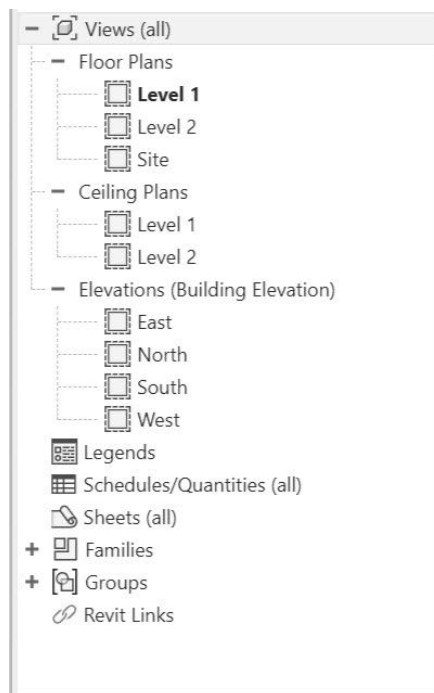 Views (all)
Floor Plans
Level 1
Level 2
Site
Ceiling Plans
Level 1
Level 2
Elevations (Building Elevation)
East
North
South
West
Legends
Schedules/Quantities (all)
Sheets (all)
Families
Groups
Revit Links